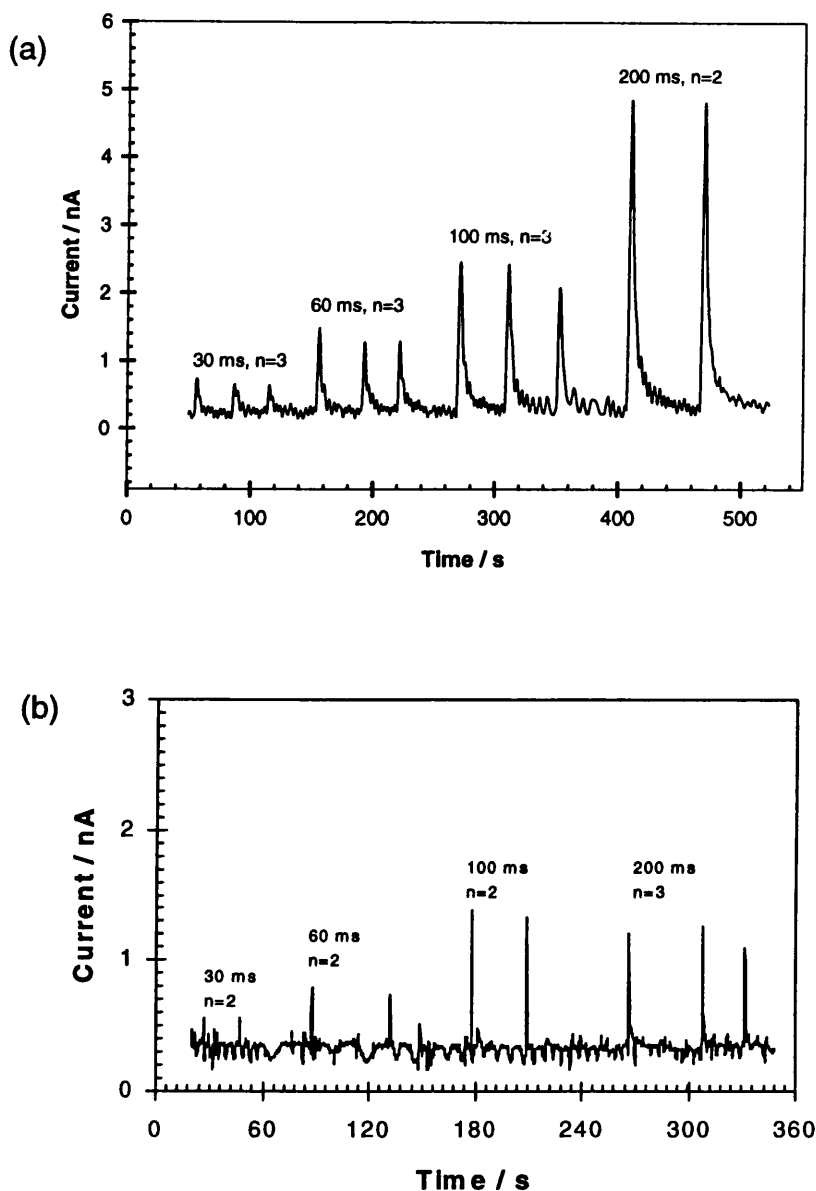 (a)
6
5
4
3
2
1
0
Current / nA
200 ms, n=2
100 ms, n=3
60 ms, n=3
30 ms, n=3
0
100
200
300
400
500
Time / s
(b)
3
2
1
0
Current / nA
30 ms
n=2
60 ms
n=2
100 ms
n=2
200 ms
n=3
0
60
120
180
240
300
360
Time / s